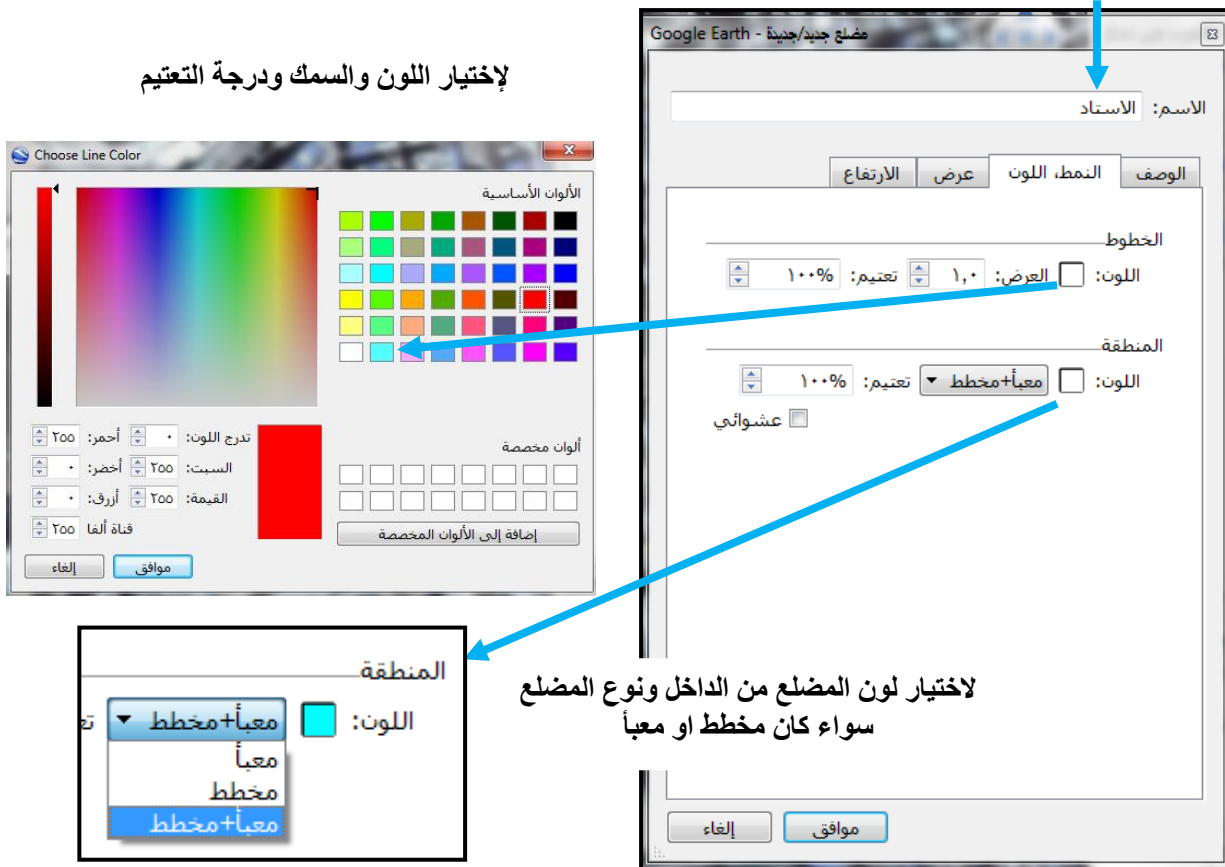 Google Earth - مضلع جديد/جديدة
الاسم: الاستاد
الوصف
النمط، اللون
عرض
الارتفاع
الخطوط
اللون: العرض: ١,٠ تعتيم: ١٠٠%
المنطقة
اللون: معبأ+مخطط تعتيم: ١٠٠%
عشوائي
موافق
إلغاء
لإختيار اللون والسمك ودرجة التعتيم
Choose Line Color
الألوان الأساسية
ألوان مخصصة
إضافة إلى الألوان المخصصة
تدرج اللون: ٠ أحمر: ٢٥٥
السبت: ٢٥٥ أخضر: ٠
القيمة: ٢٥٥ أزرق: ٠
قناة ألفا ٢٥٥
موافق
إلغاء
لاختيار لون المضلع من الداخل ونوع المضلع
سواء كان مخطط او معبأ
المنطقة
اللون: معبأ+مخطط تع
معبأ
مخطط
معبأ+مخطط